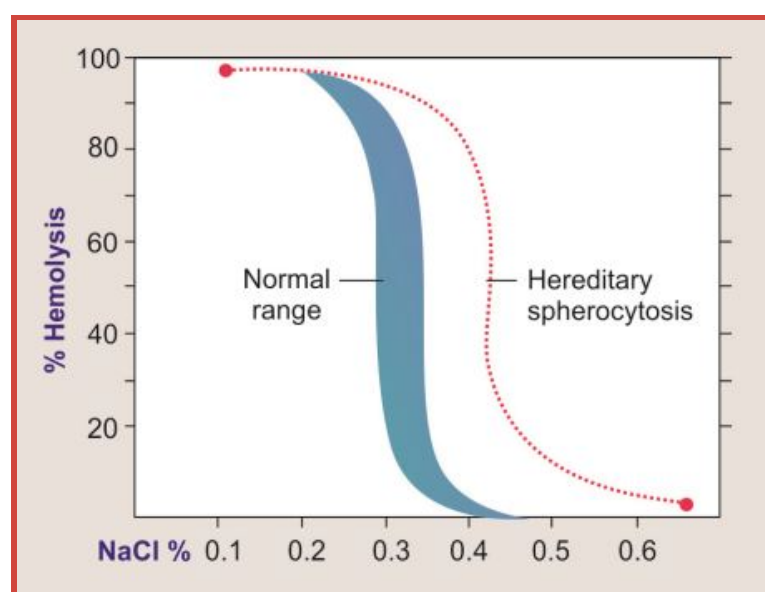 100
80
60
40
20
% Hemolysis
Normal
range
Hereditary
spherocytosis
NaCl % 0.1 0.2 0.3 0.4 0.5 0.6